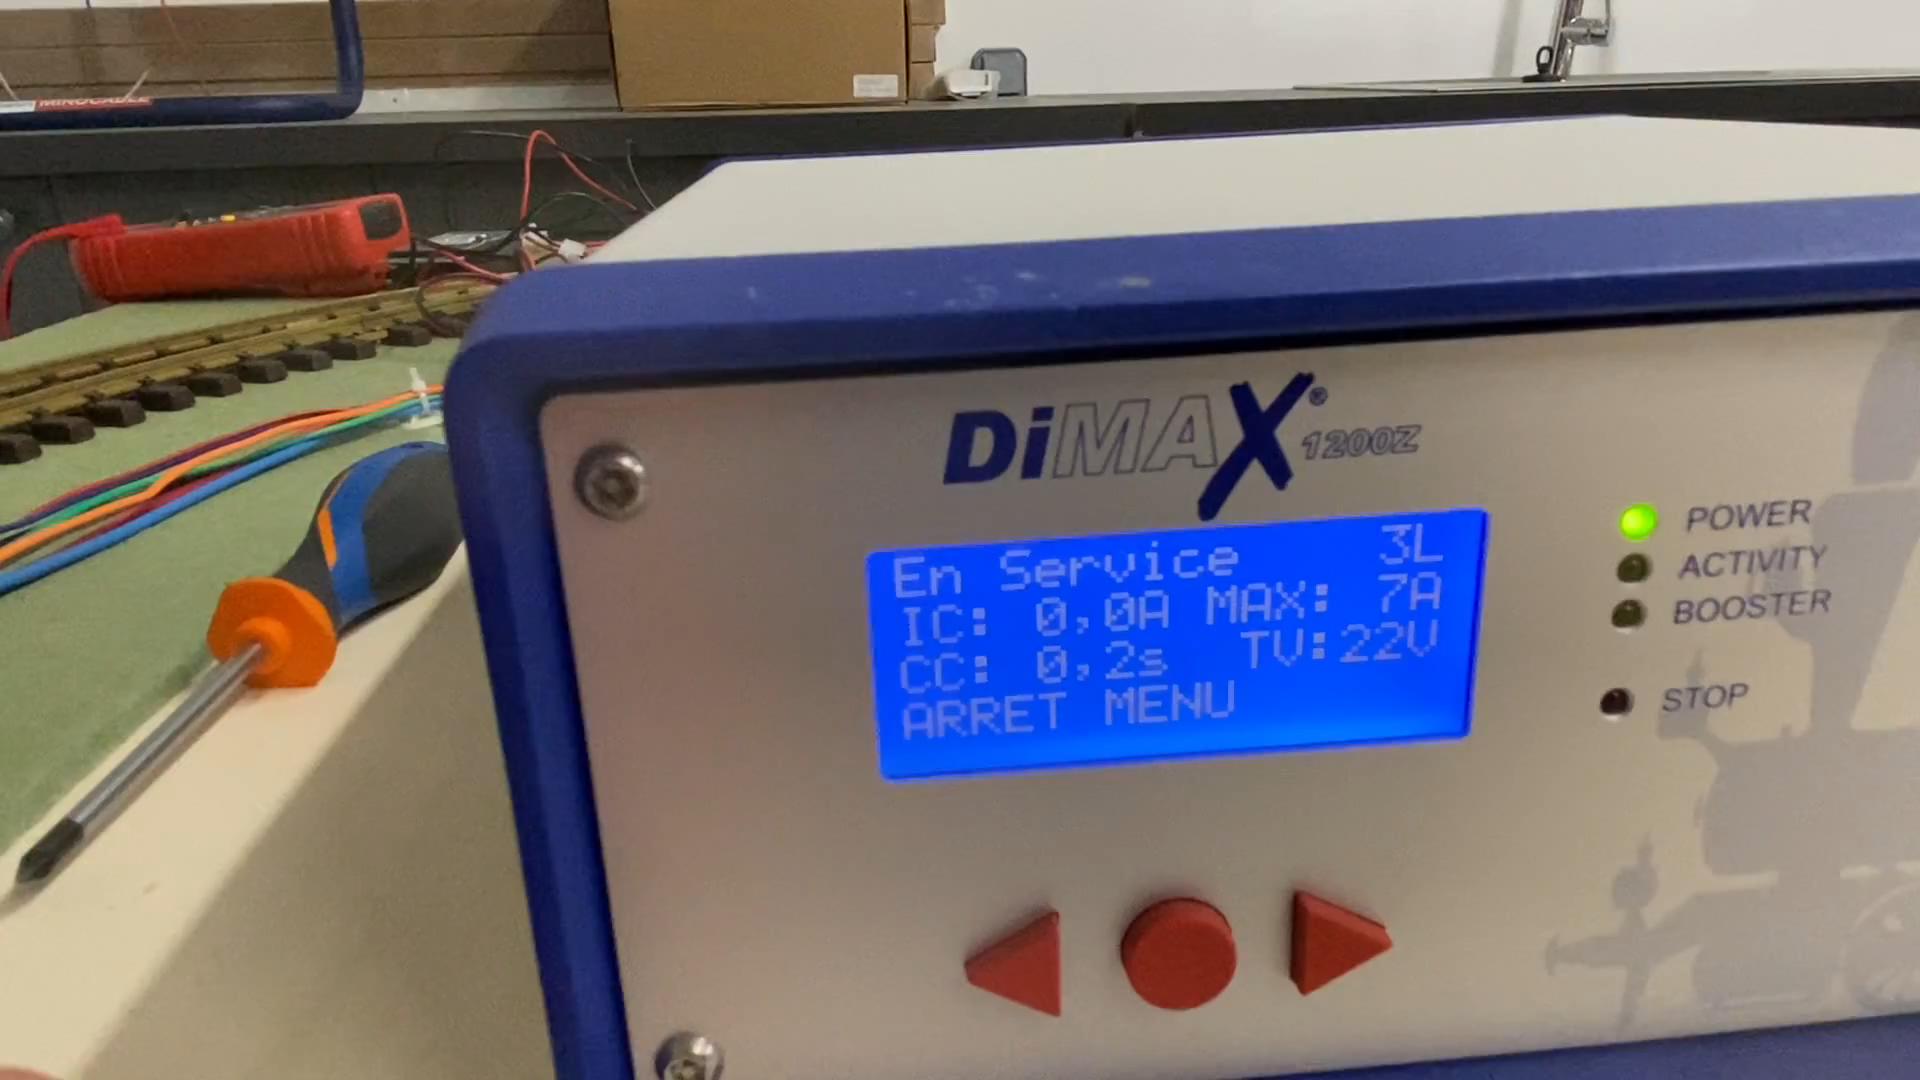 DiMAX® 1200Z
En Service 3L
IC: 0,0A MAX: 7A
CC: 0,2s TV:22V
ARRET MENU
POWER
ACTIVITY
BOOSTER
STOP